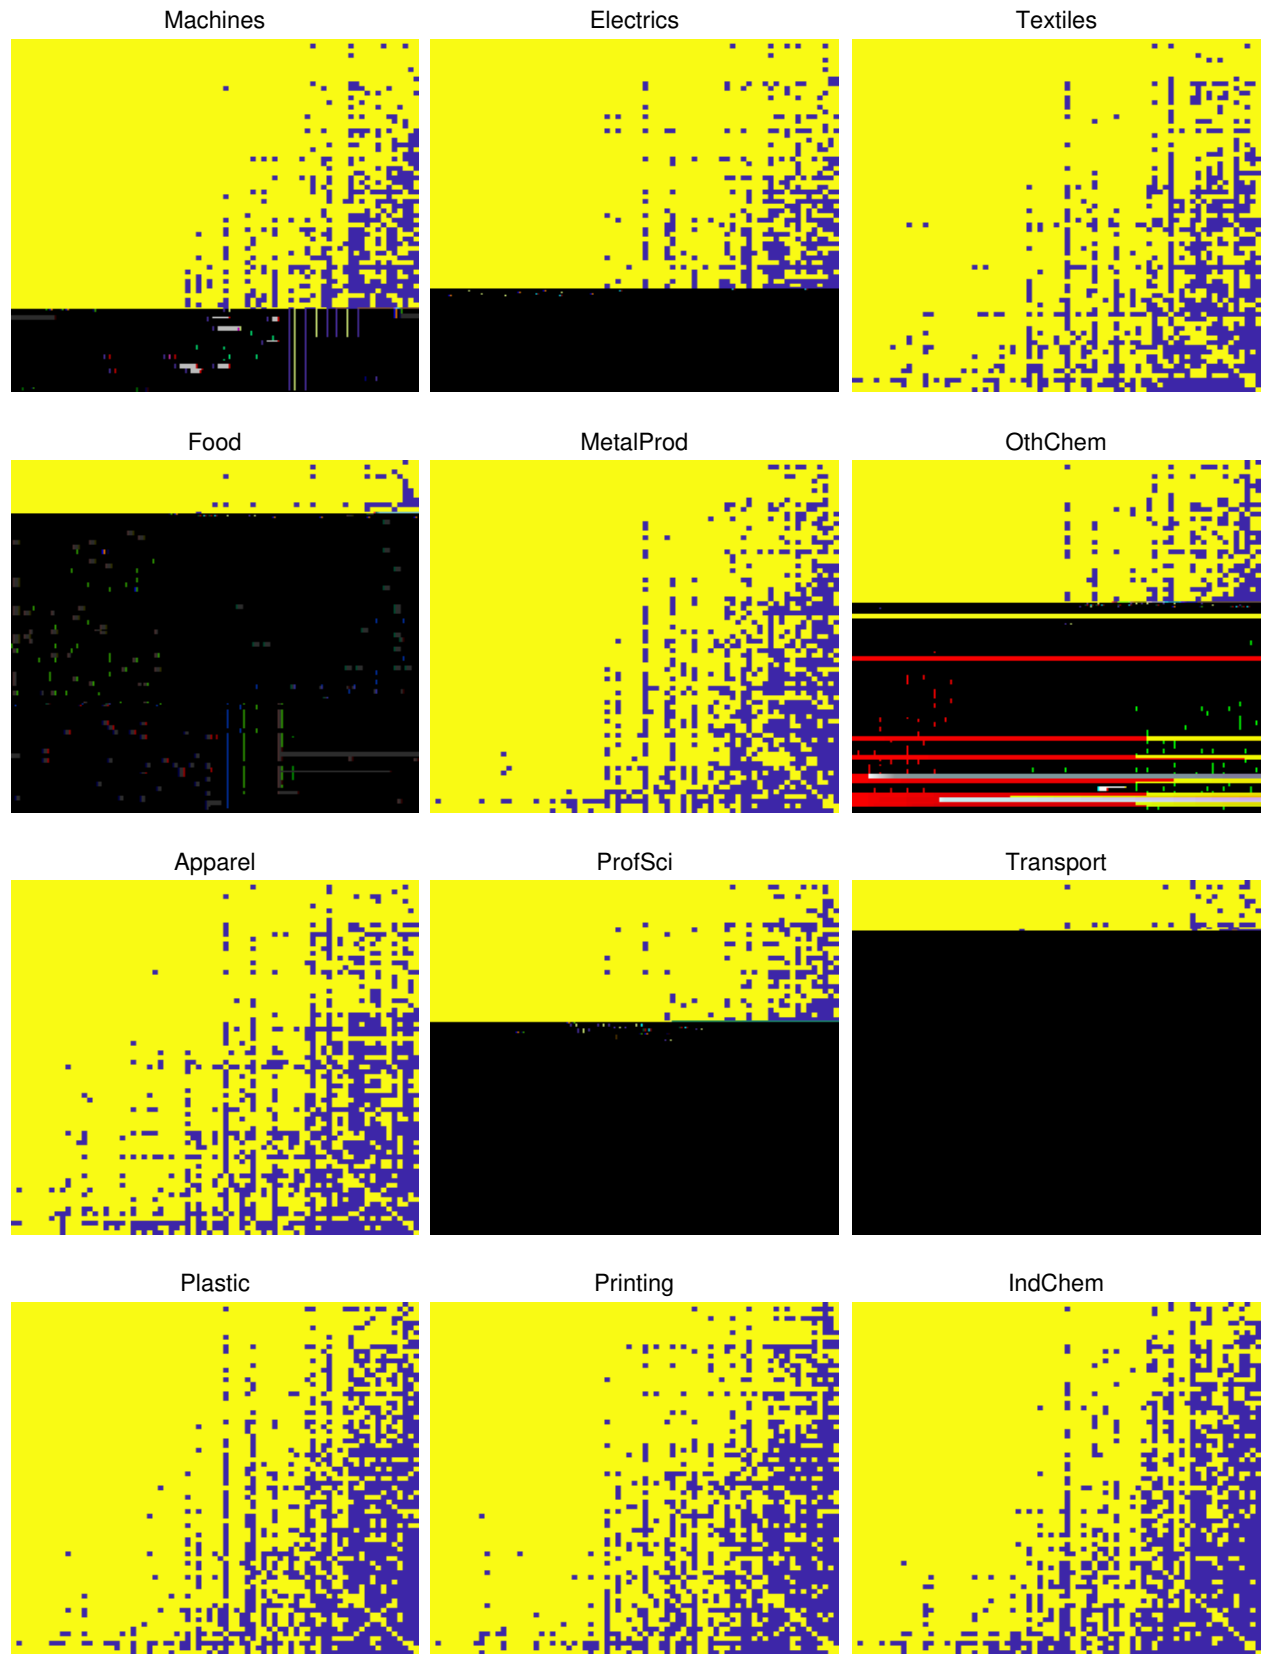 Machines
Electrics
Textiles
Food
MetalProd
OthChem
Apparel
ProfSci
Transport
Plastic
Printing
IndChem